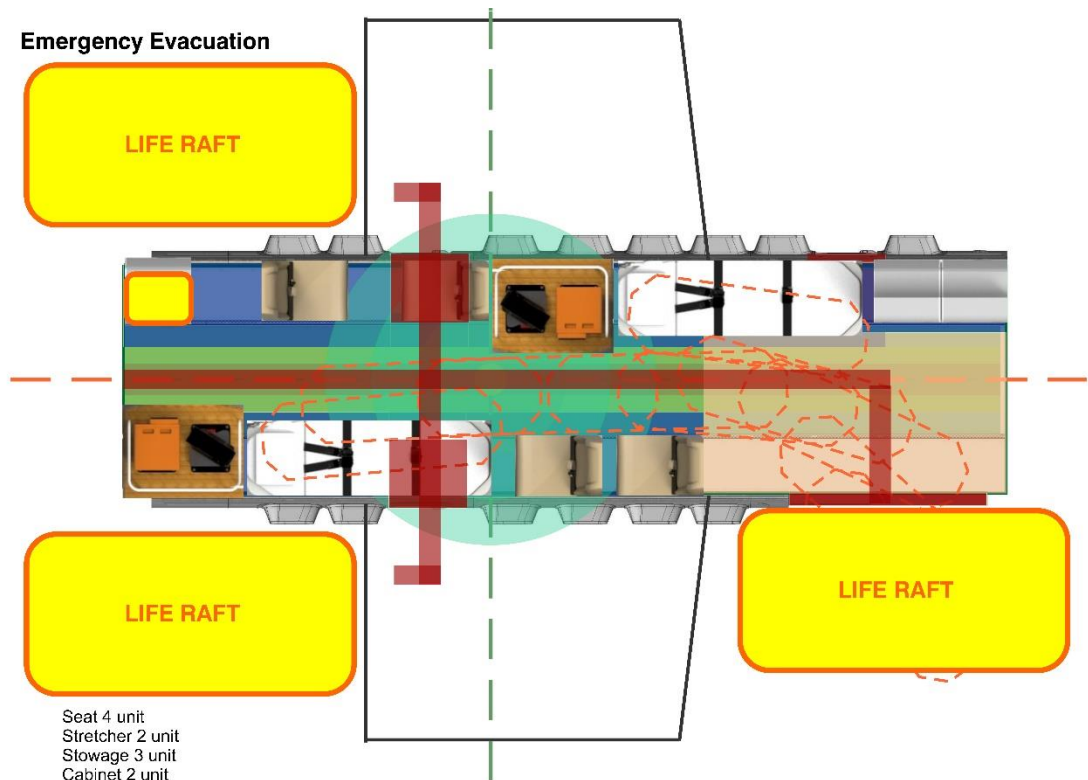 Emergency Evacuation
LIFE RAFT
LIFE RAFT
LIFE RAFT
Seat 4 unit
Stretcher 2 unit
Stowage 3 unit
Cabinet 2 unit